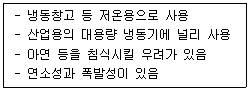 - 냉동창고 등 저온용으로 사용
- 산업용의 대용량 냉동기에 널리 사용
- 아연 등을 침식시킬 우려가 있음
- 연소성과 폭발성이 있음